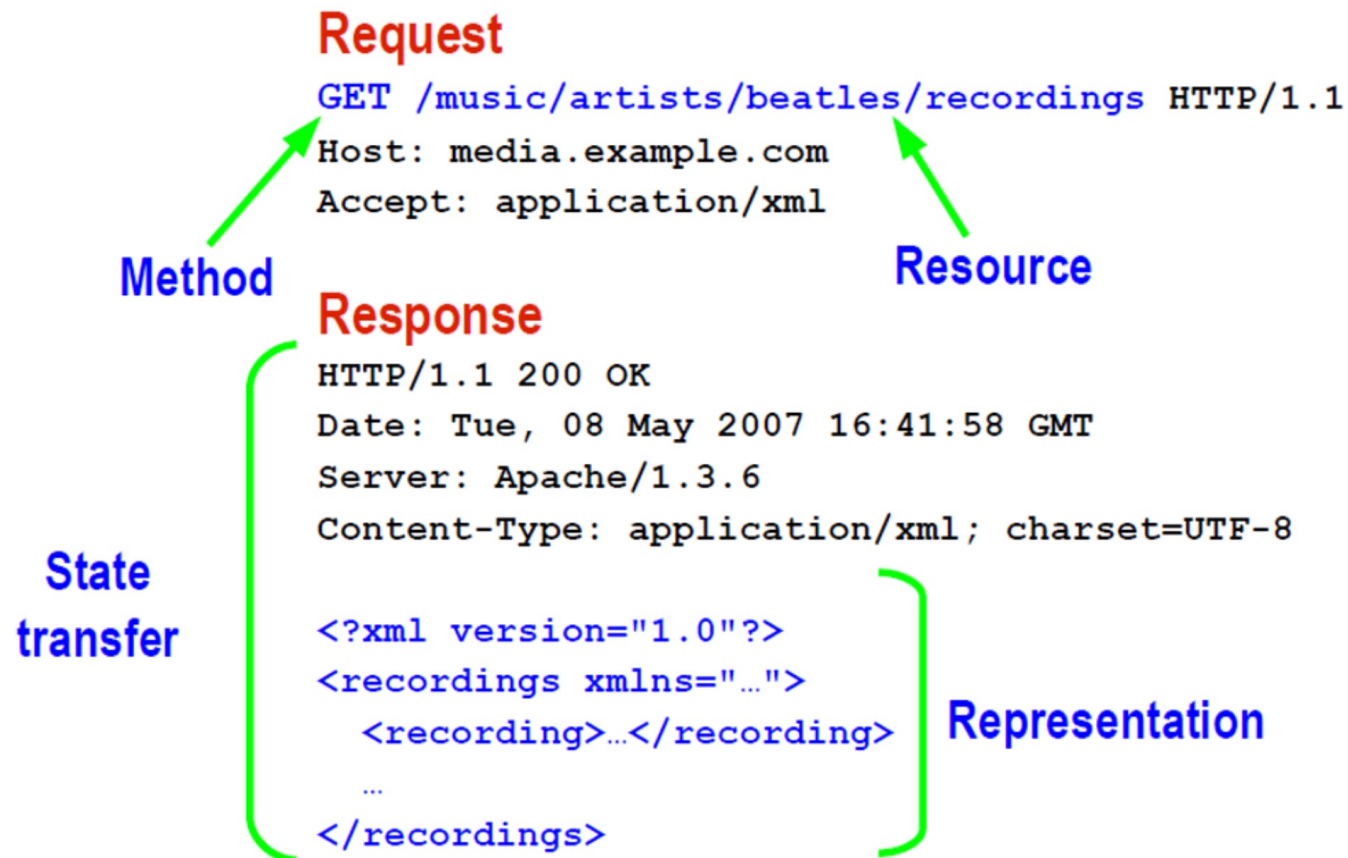 Request
GET /music/artists/beatles/recordings HTTP/1.1
Host: media.example.com
Accept: application/xml
Method
Resource
Response
HTTP/1.1 200 OK
Date: Tue, 08 May 2007 16:41:58 GMT
Server: Apache/1.3.6
Content-Type: application/xml; charset=UTF-8
State
transfer
<?xml version="1.0"?>
<recordings xmlns="…">
<recording>…</recording>
…
</recordings>
Representation